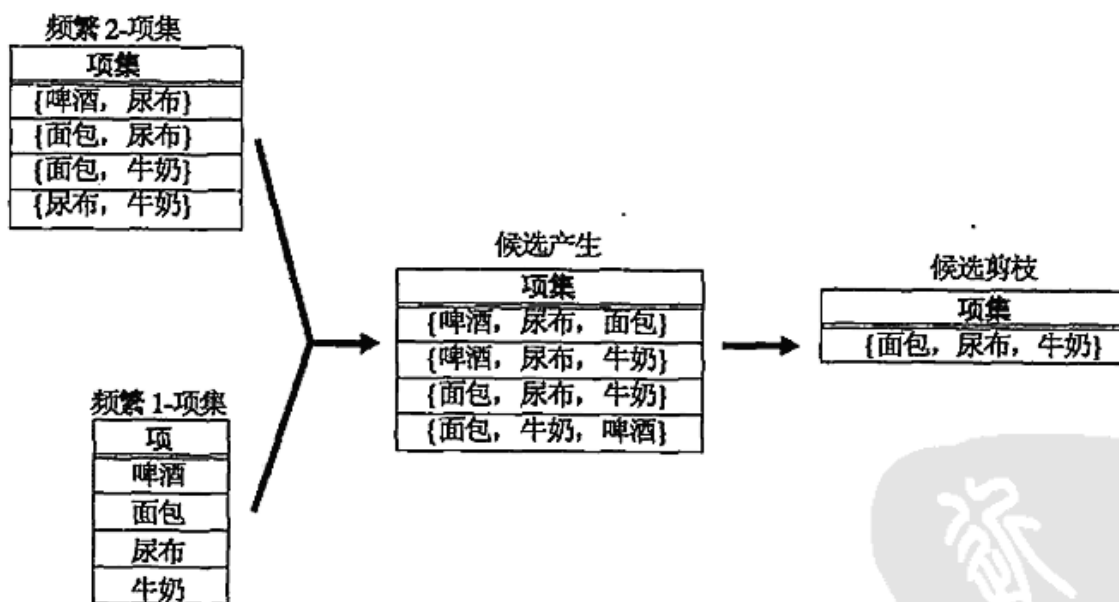 频繁2-项集
项集
{啤酒，尿布}
{面包，尿布}
{面包，牛奶}
{尿布，牛奶}
候选产生
项集
{啤酒，尿布，面包}
{啤酒，尿布，牛奶}
{面包，尿布，牛奶}
{面包，牛奶，啤酒}
候选剪枝
项集
{面包，尿布，牛奶}
频繁1-项集
项
啤酒
面包
尿布
牛奶